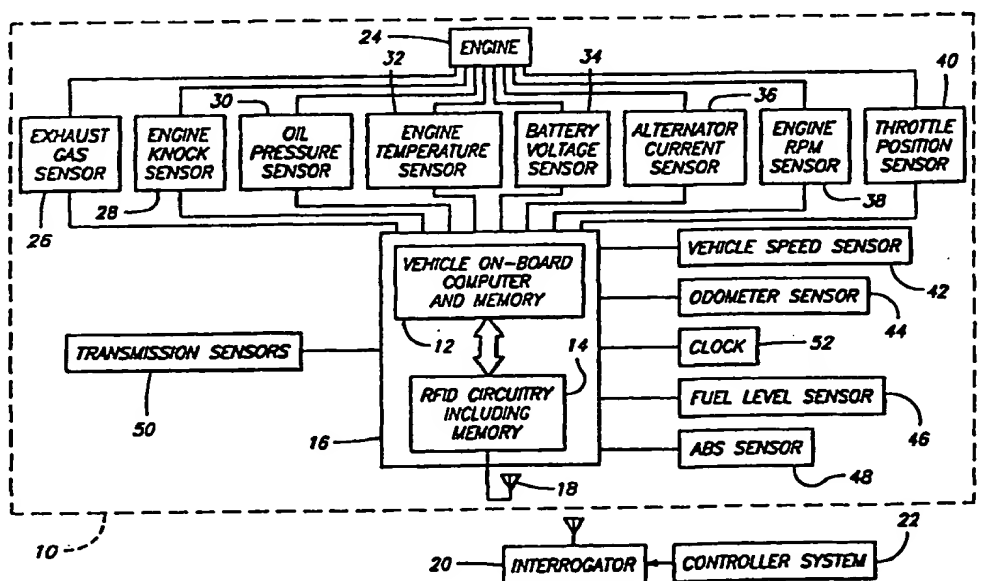 24
ENGINE
32
34
40
30
36
EXHAUST
GAS
SENSOR
ENGINE
KNOCK
SENSOR
OIL
PRESSURE
SENSOR
ENGINE
TEMPERATURE
SENSOR
BATTERY
VOLTAGE
SENSOR
ALTERNATOR
CURRENT
SENSOR
ENGINE
RPM
SENSOR
THROTTLE
POSITION
SENSOR
26
28
38
VEHICLE ON-BOARD
COMPUTER
AND MEMORY
12
VEHICLE SPEED SENSOR
42
ODOMETER SENSOR
44
TRANSMISSION SENSORS
50
14
CLOCK
52
RFID CIRCUITRY
INCLUDING
MEMORY
16
FUEL LEVEL SENSOR
46
ABS SENSOR
48
18
10
20
INTERROGATOR
CONTROLLER SYSTEM
22